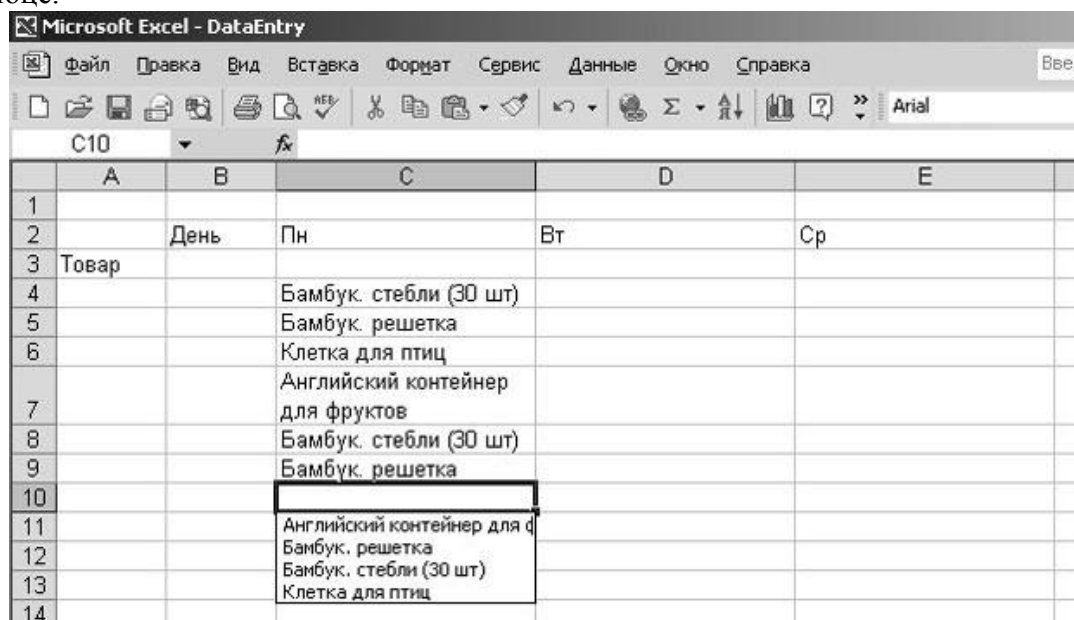 Microsoft Excel - DataEntry
Файл Правка Вид Вставка Формат Сервис Данные Окно Справка Вве
Arial
C10 fx
A B C D E
1
2 День Пн Вт Ср
3 Товар
4 Бамбук. стебли (30 шт)
5 Бамбук. решетка
6 Клетка для птиц
Английский контейнер
7 для фруктов
8 Бамбук. стебли (30 шт)
9 Бамбук. решетка
10
11 Английский контейнер для ф
12 Бамбук. решетка
Бамбук. стебли (30 шт)
13 Клетка для птиц
14